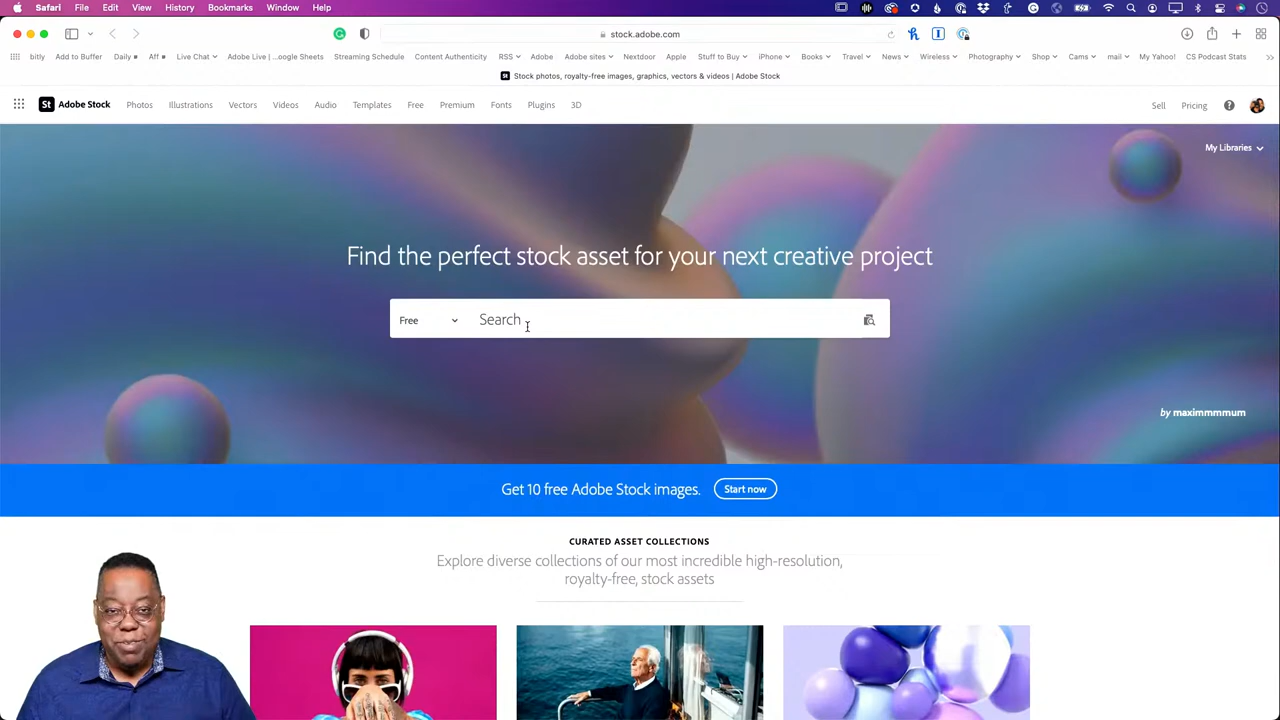 Safari File Edit View History Bookmarks Window Help
stock.adobe.com
bitly Add to Buffer Daily Aff Live Chat Adobe Live | ...oogle Sheets Streaming Schedule Content Authenticity RSS Adobe Adobe sites Nextdoor Apple Stuff to Buy iPhone Books Travel News Wireless Photography Shop Cams mail My Yahoo! CS Podcast Stats
St Stock photos, royalty-free images, graphics, vectors & videos | Adobe Stock
St Adobe Stock Photos Illustrations Vectors Videos Audio Templates Free Premium Fonts Plugins 3D Sell Pricing
My Libraries
Find the perfect stock asset for your next creative project
Free Search
by maximmmmum
Get 10 free Adobe Stock images. Start now
CURATED ASSET COLLECTIONS
Explore diverse collections of our most incredible high-resolution,
royalty-free, stock assets